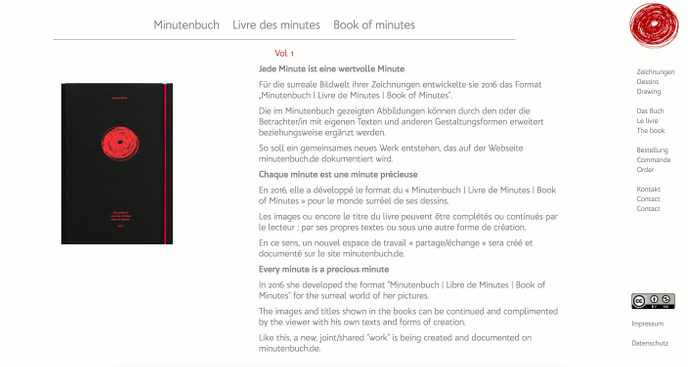 Minutenbuch Livre des minutes Book of minutes
Vol. 1
Jede Minute ist eine wertvolle Minute
Für die surreale Bildwelt ihrer Zeichnungen entwickelte sie 2016 das Format
„Minutenbuch | Livre de Minutes | Book of Minutes".
Die im Minutenbuch gezeigten Abbildungen können durch den oder die
Betrachter/in mit eigenen Texten und anderen Gestaltungsformen erweitert
beziehungsweise ergänzt werden.
So soll ein gemeinsames neues Werk entstehen, das auf der Webseite
minutenbuch.de dokumentiert wird.
Chaque minute est une minute précieuse
En 2016, elle a développé le format du « Minutenbuch | Livre de Minutes | Book
of Minutes » pour le monde surréel de ses dessins.
Les images ou encore le titre du livre peuvent être complétés ou continués par
le lecteur ; par ses propres textes ou sous une autre forme de création.
En ce sens, un nouvel espace de travail « partage/échange » sera créé et
documenté sur le site minutenbuch.de.
Every minute is a precious minute
In 2016 she developed the format "Minutenbuch | Libre de Minutes | Book of
Minutes" for the surreal world of her pictures.
The images and titles shown in the books can be continued and complimented
by the viewer with his own texts and forms of creation.
Like this, a new, joint/shared "work" is being created and documented on
minutenbuch.de.
Zeichnungen
Dessins
Drawing
Das Buch
Le livre
The book
Bestellung
Commande
Order
Kontakt
Contact
Contact
Impressum
Datenschutz